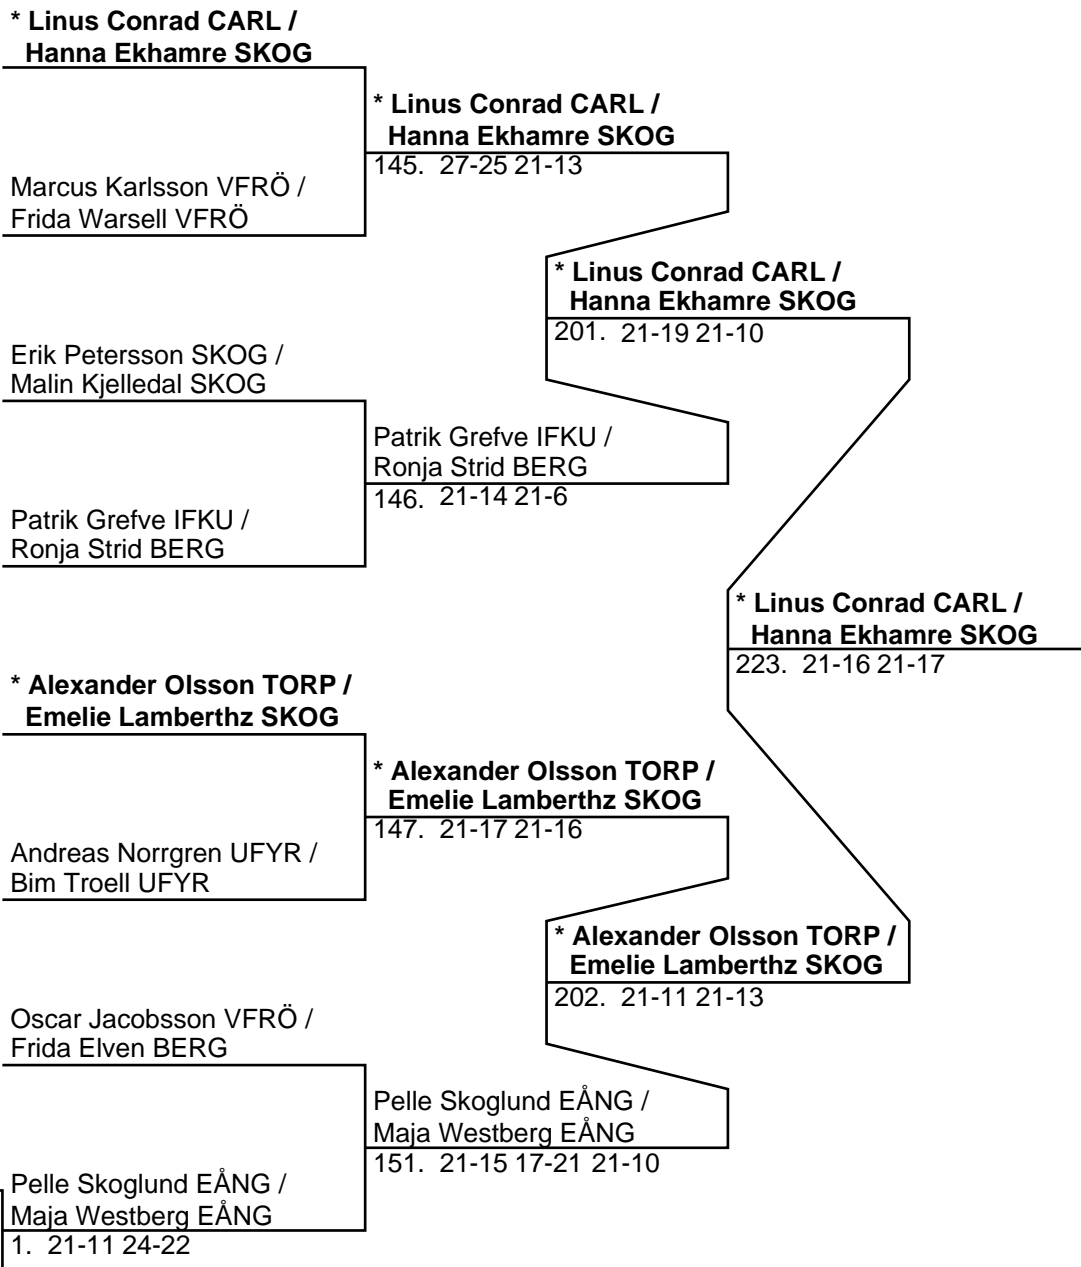 * Linus Conrad CARL /
Hanna Ekhamre SKOG
* Linus Conrad CARL /
Hanna Ekhamre SKOG
145. 27-25 21-13
Marcus Karlsson VFRÖ /
Frida Warsell VFRÖ
* Linus Conrad CARL /
Hanna Ekhamre SKOG
201. 21-19 21-10
Erik Petersson SKOG /
Malin Kjelledal SKOG
Patrik Grefve IFKU /
Ronja Strid BERG
146. 21-14 21-6
Patrik Grefve IFKU /
Ronja Strid BERG
* Linus Conrad CARL /
Hanna Ekhamre SKOG
223. 21-16 21-17
* Alexander Olsson TORP /
Emelie Lamberthz SKOG
* Alexander Olsson TORP /
Emelie Lamberthz SKOG
147. 21-17 21-16
Andreas Norrgren UFYR /
Bim Troell UFYR
* Alexander Olsson TORP /
Emelie Lamberthz SKOG
202. 21-11 21-13
Oscar Jacobsson VFRÖ /
Frida Elven BERG
Pelle Skoglund EÅNG /
Maja Westberg EÅNG
151. 21-15 17-21 21-10
Pelle Skoglund EÅNG /
Maja Westberg EÅNG
1. 21-11 24-22